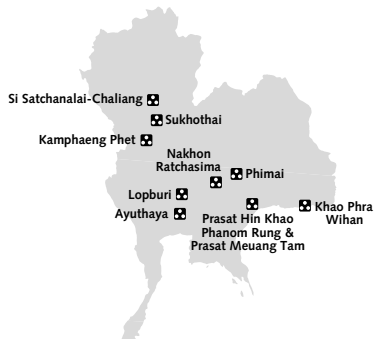 Si Satchanalai-Chaliang
Sukhothai
Kamphaeng Phet
Nakhon
Ratchasima
Phimai
Lopburi
Ayuthaya
Prasat Hin Khao
Phanom Rung &
Prasat Meuang Tam
Khao Phra
Wihan